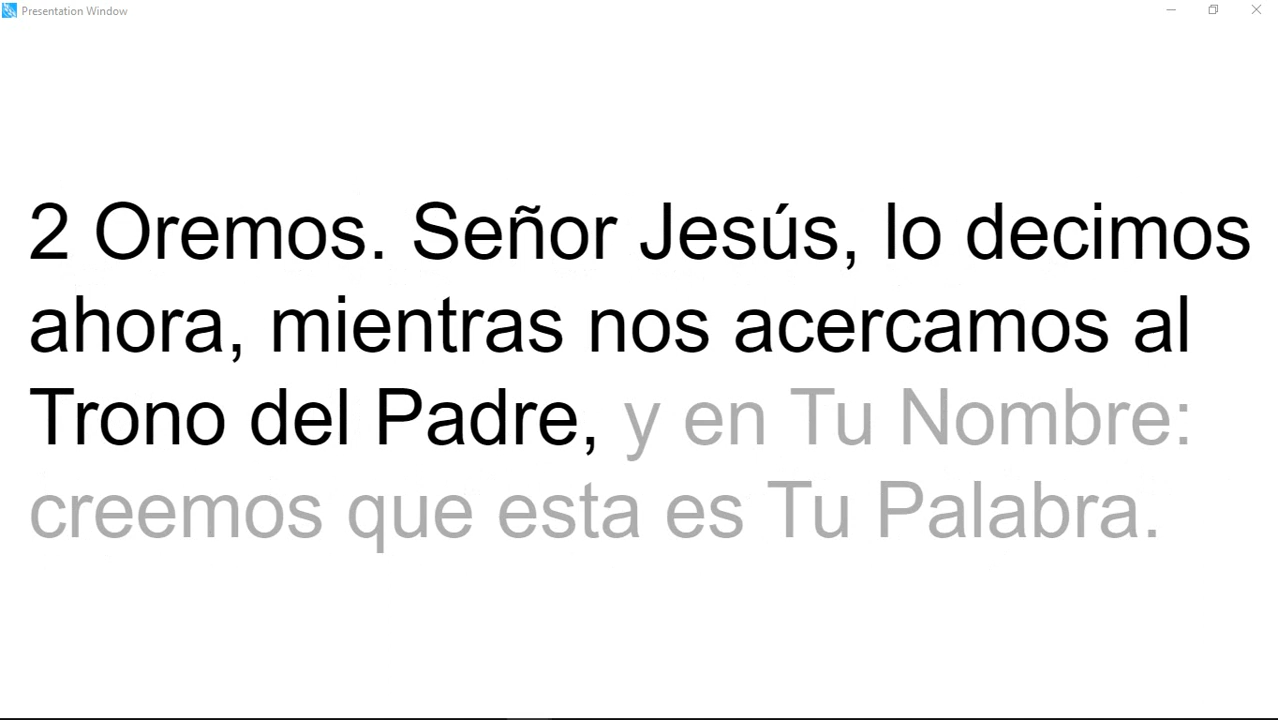 Presentation Window
2 Oremos. Señor Jesús, lo decimos
ahora, mientras nos acercamos al
Trono del Padre, y en Tu Nombre:
creemos que esta es Tu Palabra.